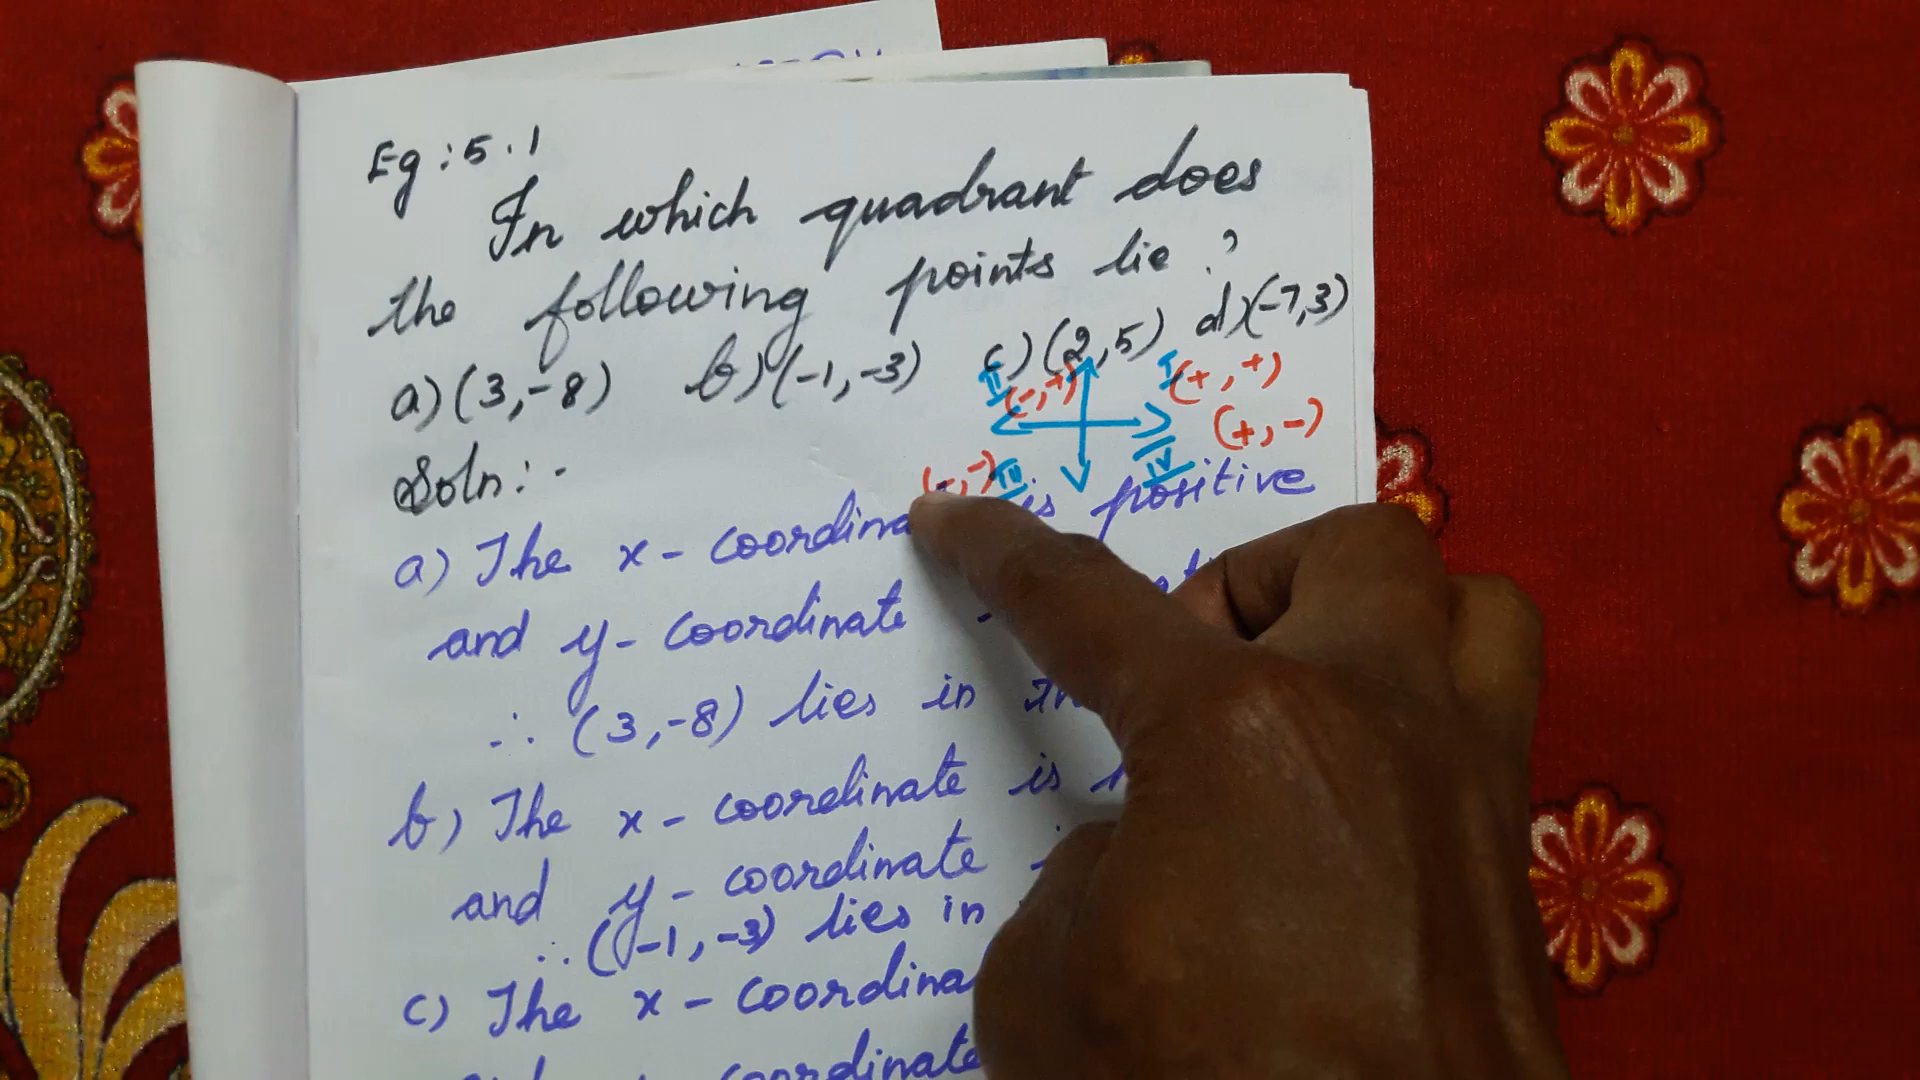 Eg : 5.1
In which quadrant does
the following points lie ?
a) (3,-8) b) (-1,-3) c) (2,5) d) (-7,3)
II (-,+) I (+,+)
(+,-)
(-,-) III IV
Soln : -
a) The x - coordina is positive
and y - coordinate
∴ (3,-8) lies in
b) The x - coordinate is
and y - coordinate
∴ (-1,-3) lies in
c) The x - coordina
coordinate